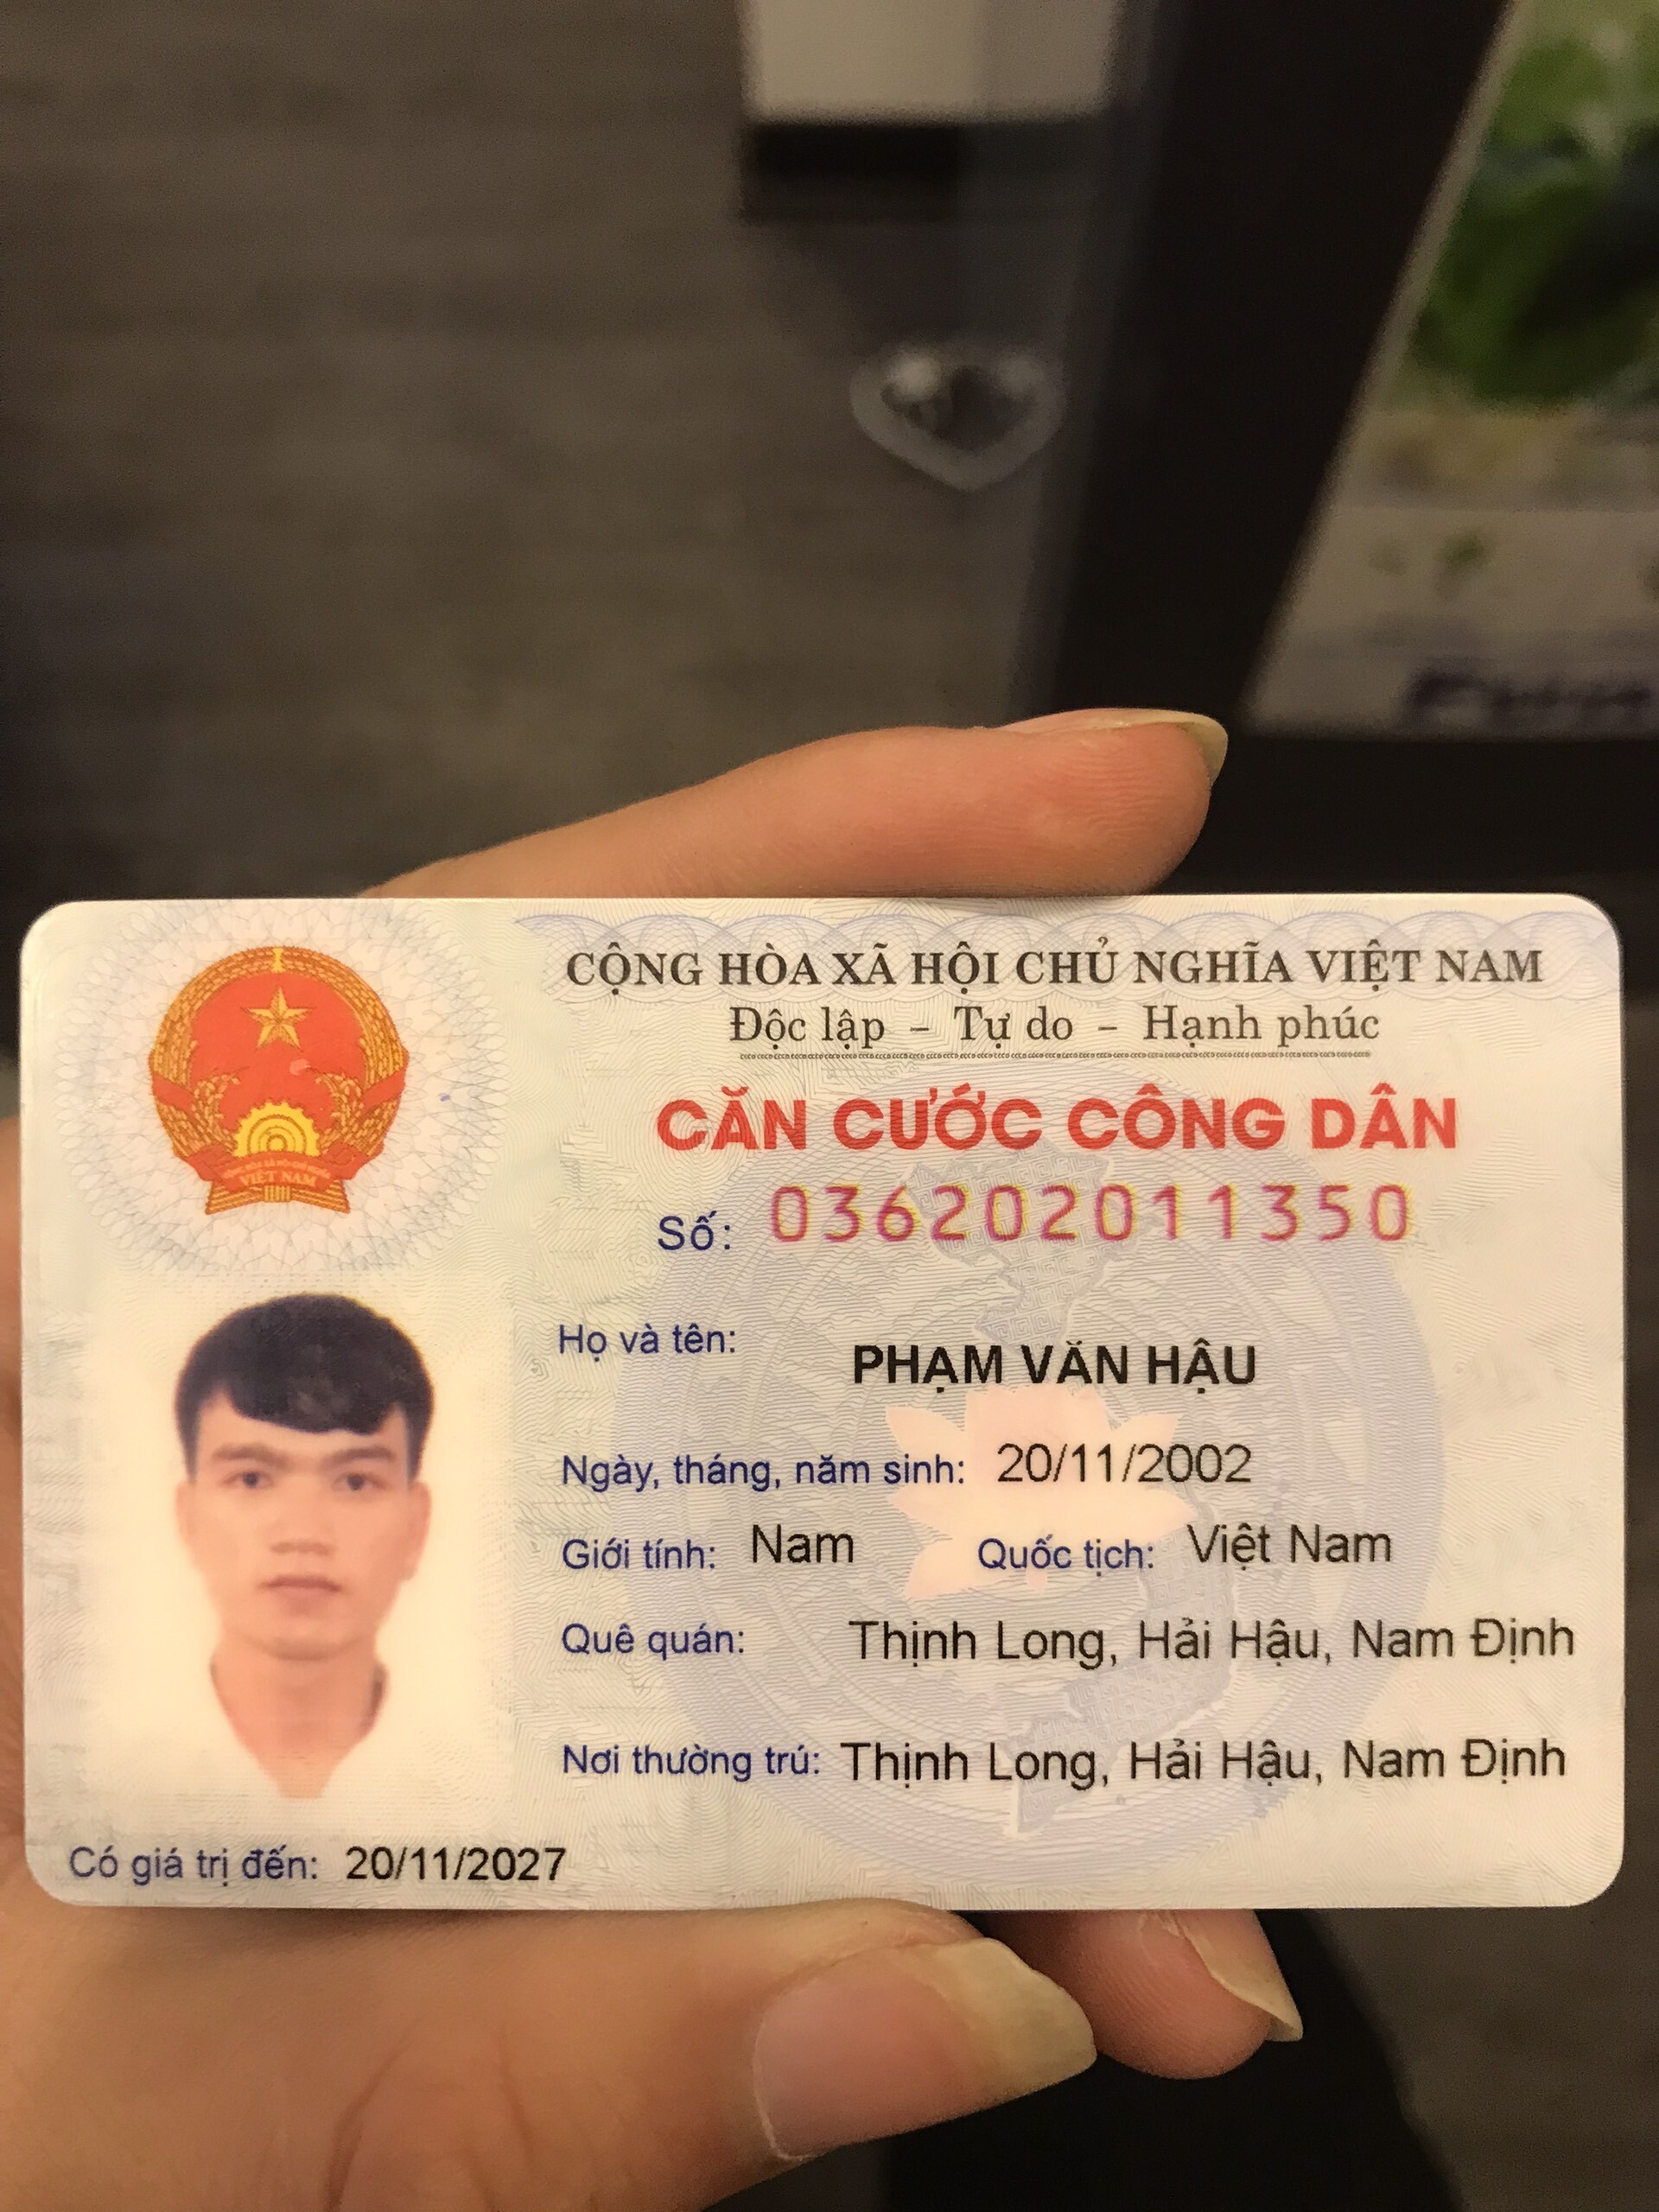 CỘNG HÒA XÃ HỘI CHỦ NGHĨA VIỆT NAM
Độc lập – Tự do – Hạnh phúc
CĂN CƯỚC CÔNG DÂN
Số: 036202011350
Họ và tên: PHẠM VĂN HẬU
Ngày, tháng, năm sinh: 20/11/2002
Giới tính: Nam Quốc tịch: Việt Nam
Quê quán: Thịnh Long, Hải Hậu, Nam Định
Nơi thường trú: Thịnh Long, Hải Hậu, Nam Định
Có giá trị đến: 20/11/2027
VIỆT NAM